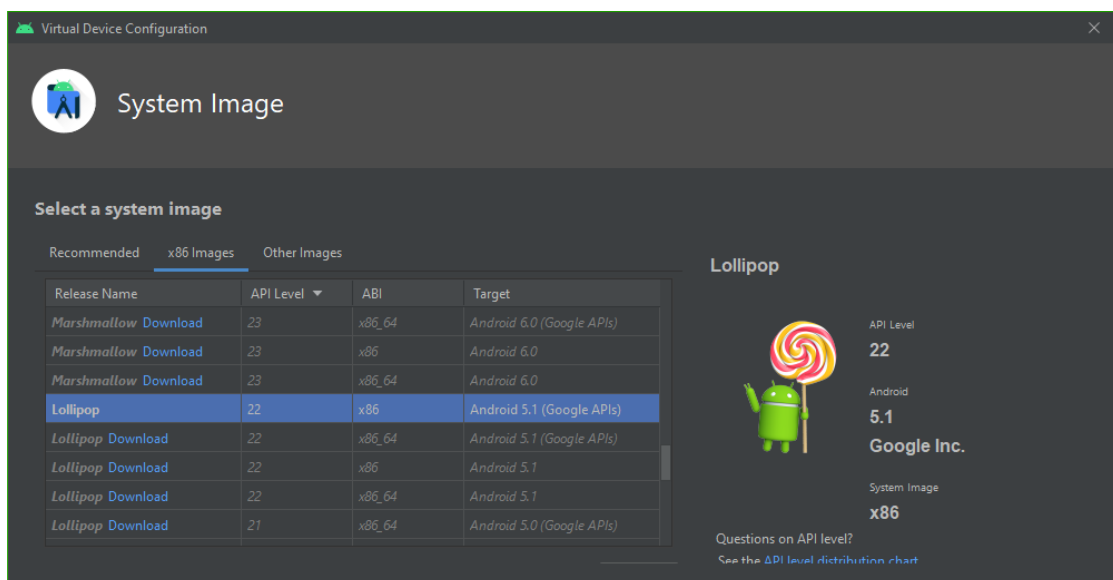 Virtual Device Configuration
System Image
Select a system image
Recommended x86 Images Other Images
Release Name API Level ABI Target
Marshmallow Download 23 x86_64 Android 6.0 (Google APIs)
Marshmallow Download 23 x86 Android 6.0
Marshmallow Download 23 x86_64 Android 6.0
Lollipop 22 x86 Android 5.1 (Google APIs)
Lollipop Download 22 x86_64 Android 5.1 (Google APIs)
Lollipop Download 22 x86 Android 5.1
Lollipop Download 22 x86_64 Android 5.1
Lollipop Download 21 x86_64 Android 5.0 (Google APIs)
Lollipop
API Level
22
Android
5.1
Google Inc.
System Image
x86
Questions on API level?
See the API level distribution chart